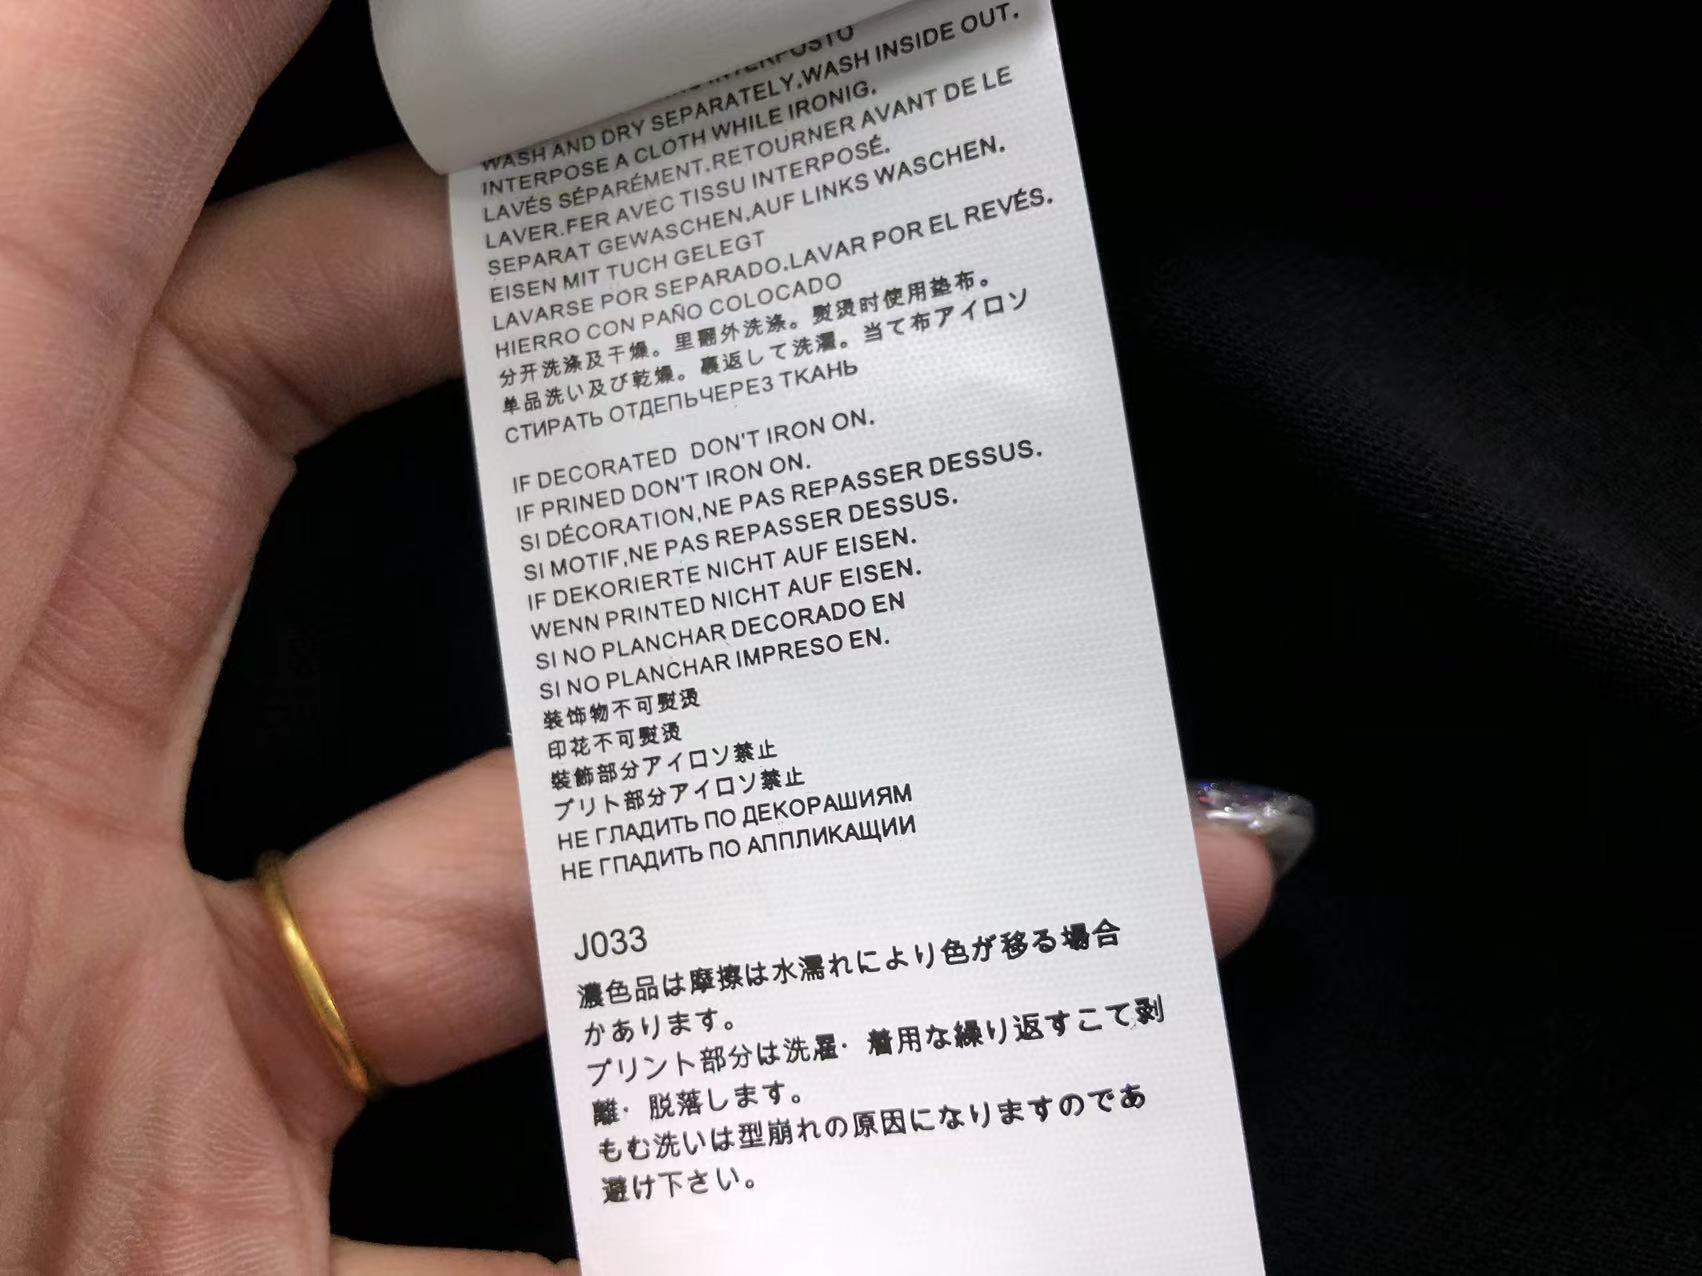 INTERPOSTO
WASH AND DRY SEPARATELY,WASH INSIDE OUT.
INTERPOSE A CLOTH WHILE IRONIG.
LAVÉS SÉPARÉMENT.RETOURNER AVANT DE LE
LAVER.FER AVEC TISSU INTERPOSÉ.
SEPARAT GEWASCHEN,AUF LINKS WASCHEN.
EISEN MIT TUCH GELEGT
LAVARSE POR SEPARADO.LAVAR POR EL REVÉS.
HIERRO CON PAÑO COLOCADO
分开洗涤及干燥。里翻外洗涤。熨烫时使用垫布。
单品洗い及び乾燥。裏返して洗濯。当て布アイロソ
СТИРАТЬ ОТДЕПЬЧЕРЕЗ ТКАНЬ
IF DECORATED DON'T IRON ON.
IF PRINED DON'T IRON ON.
SI DÉCORATION,NE PAS REPASSER DESSUS.
SI MOTIF,NE PAS REPASSER DESSUS.
IF DEKORIERTE NICHT AUF EISEN.
WENN PRINTED NICHT AUF EISEN.
SI NO PLANCHAR DECORADO EN
SI NO PLANCHAR IMPRESO EN.
装饰物不可熨烫
印花不可熨烫
裝飾部分アイロソ禁止
プリト部分アイロソ禁止
НЕ ГЛАДИТЬ ПО ДЕКОРАШИЯМ
НЕ ГПАДИТЬ ПО АППЛИКАЩИИ
J033
濃色品は摩擦は水濡れにより色が移る場合
かあります。
プリント部分は洗濯· 着用な繰り返すこて剥
離· 脱落します。
もむ洗いは型崩れの原因になりますのであ
避け下さい。